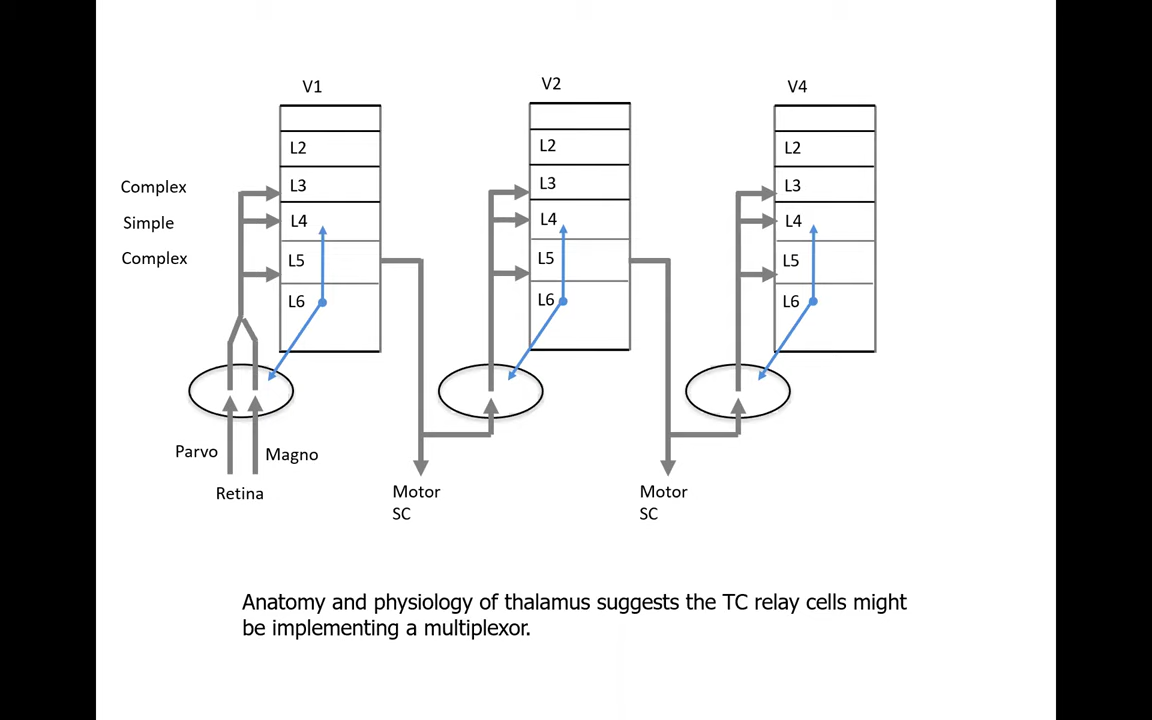 V1
V2
V4
L2
L2
L2
Complex
L3
L3
L3
Simple
L4
L4
L4
Complex
L5
L5
L5
L6
L6
L6
Parvo
Magno
Retina
Motor
SC
Motor
SC
Anatomy and physiology of thalamus suggests the TC relay cells might
be implementing a multiplexor.